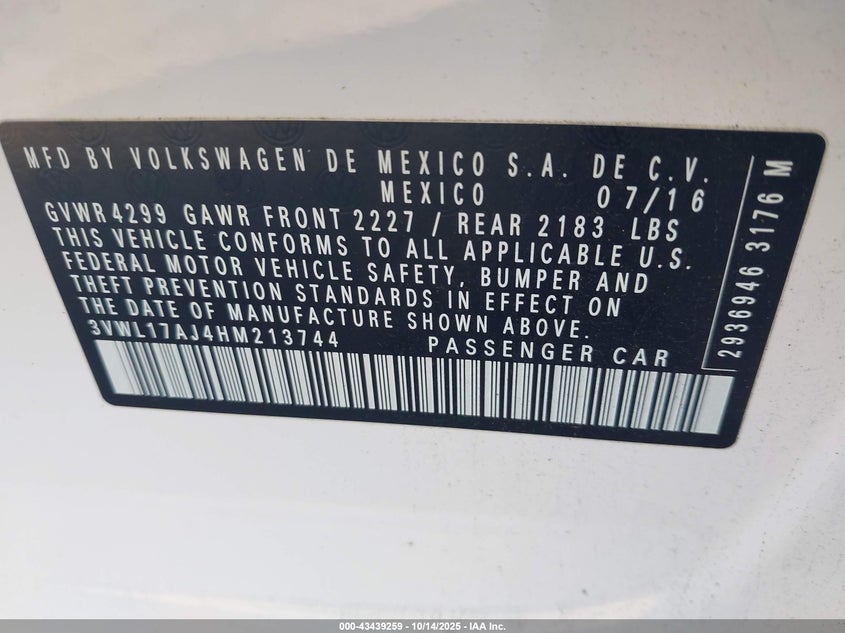 MFD BY VOLKSWAGEN DE MEXICO S.A. DE C.V.
MEXICO 07/16
GVWR 4299 GAWR FRONT 2227 / REAR 2183 LBS
THIS VEHICLE CONFORMS TO ALL APPLICABLE U.S.
FEDERAL MOTOR VEHICLE SAFETY, BUMPER AND
THEFT PREVENTION STANDARDS IN EFFECT ON
THE DATE OF MANUFACTURE SHOWN ABOVE.
3VWL17AJ4HM213744 PASSENGER CAR
2936946 3176 M
000-43439259 - 10/14/2025 - IAA Inc.